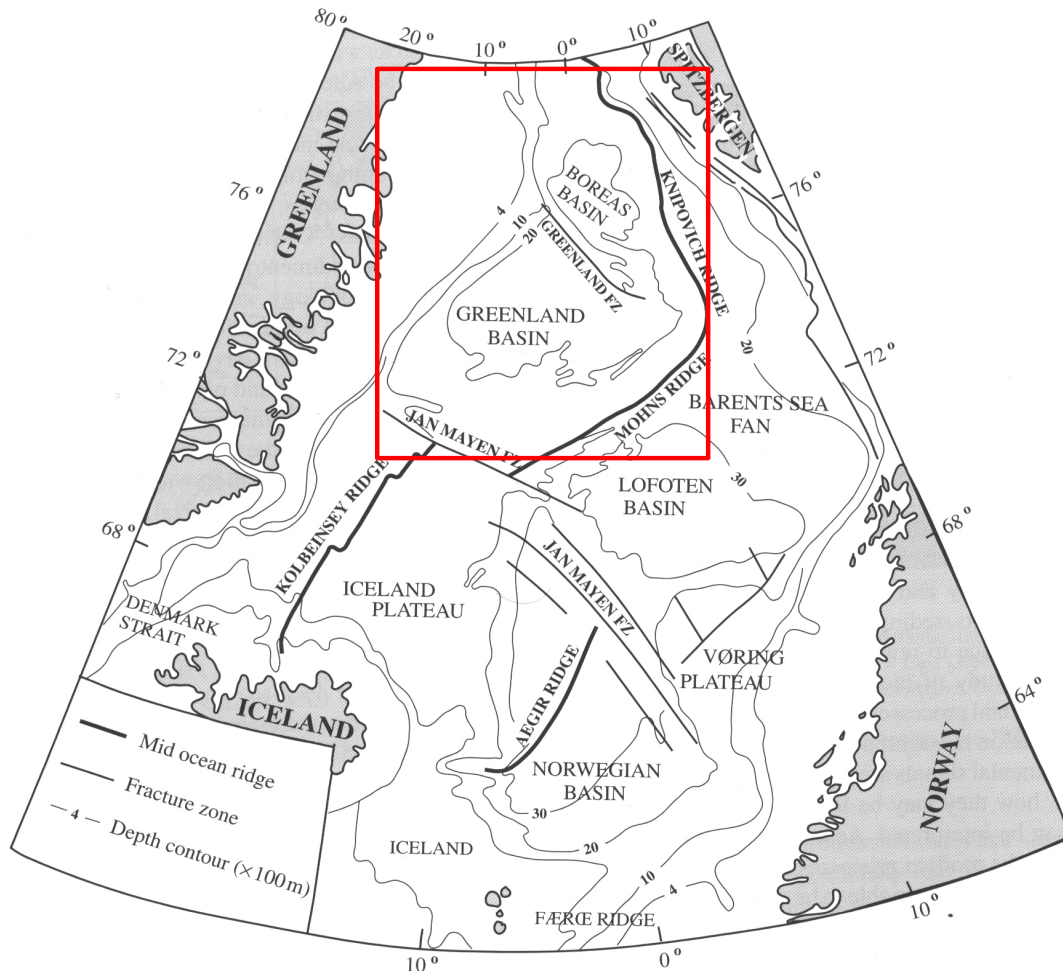 80°
20°
10°
0°
10°
SPITZBERGEN
GREENLAND
76°
76°
BOREAS
BASIN
KNIPOVICH RIDGE
4
10
20
GREENLAND FZ
GREENLAND
BASIN
20
72°
72°
MOHNS RIDGE
BARENTS SEA
FAN
JAN MAYEN FZ
30
LOFOTEN
BASIN
KOLBEINSEY RIDGE
68°
68°
JAN MAYEN FZ
ICELAND
PLATEAU
DENMARK
STRAIT
VØRING
PLATEAU
AEGIR RIDGE
64°
ICELAND
NORWEGIAN
BASIN
NORWAY
30
20
ICELAND
10
4
FÆRŒ RIDGE
10°
0°
10°
Mid ocean ridge
Fracture zone
4 Depth contour (×100 m)